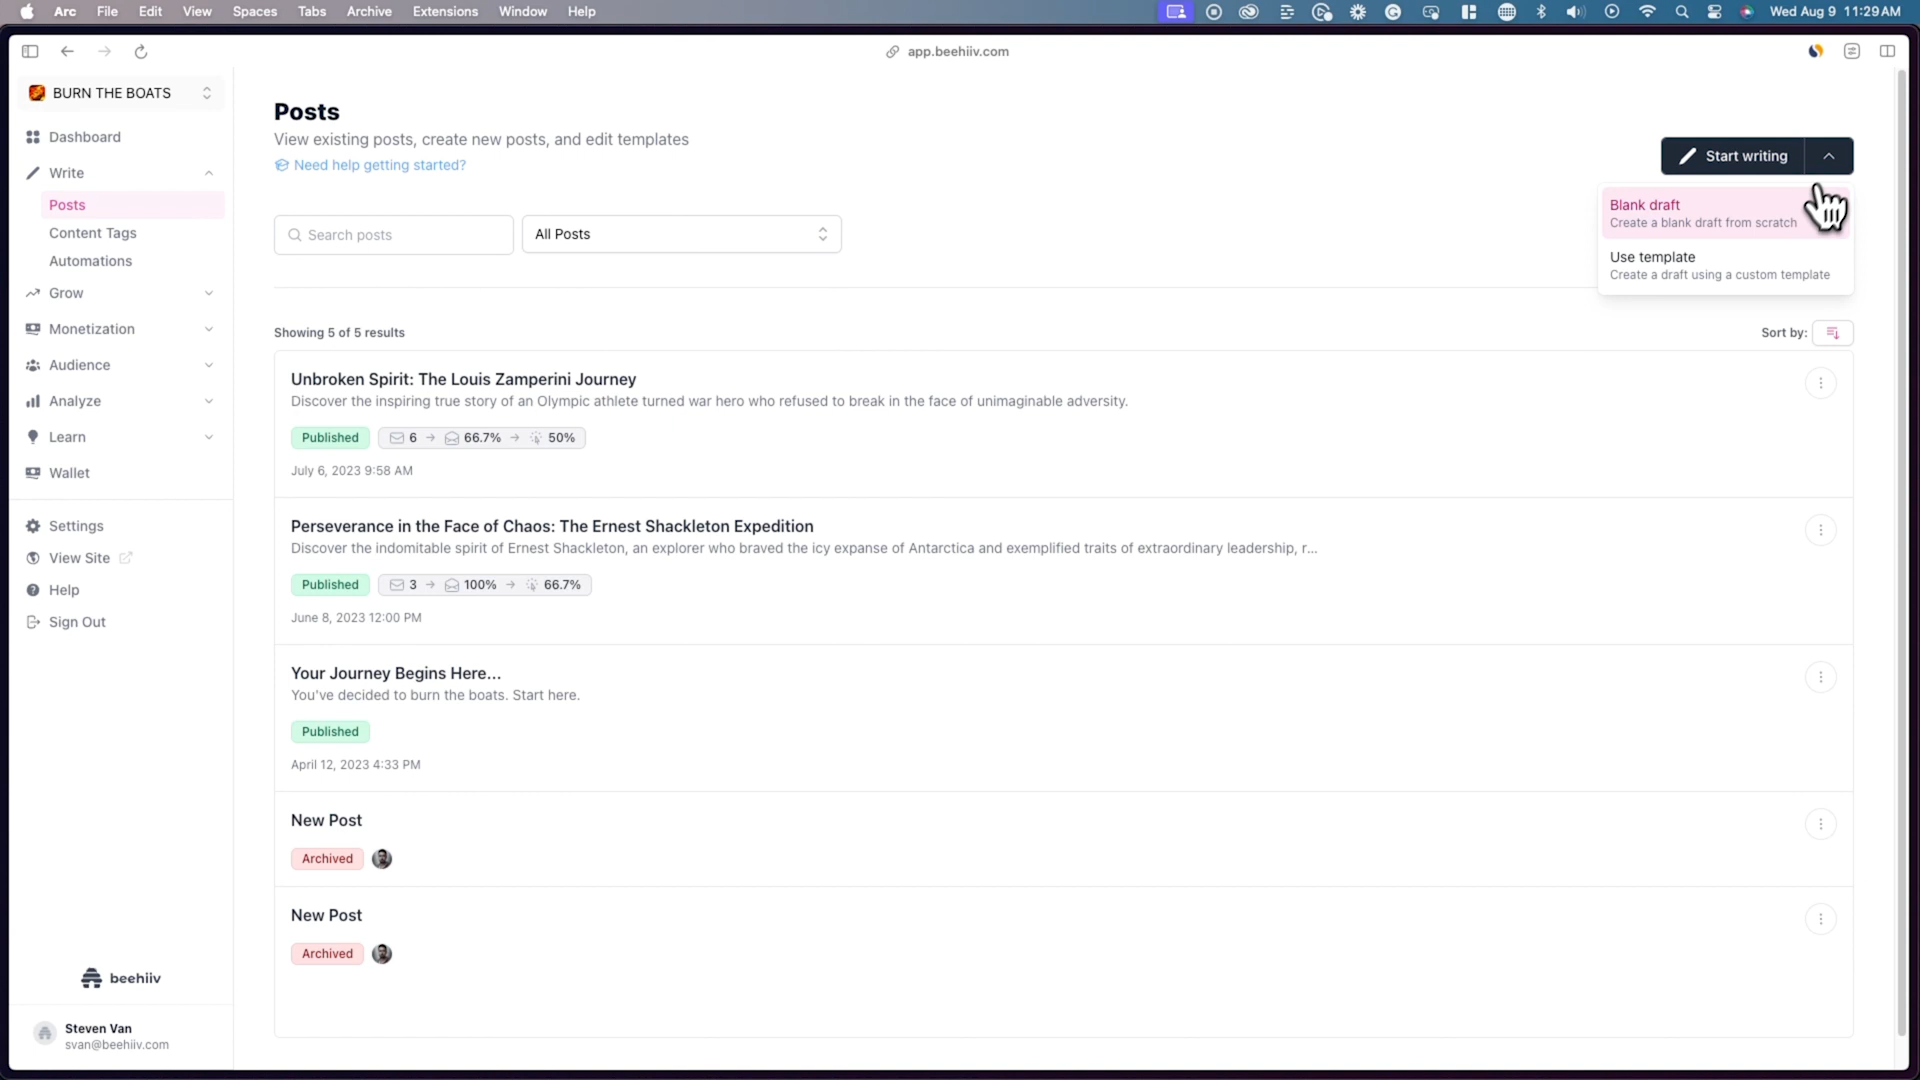 Arc File Edit View Spaces Tabs Archive Extensions Window Help Wed Aug 9 11:29 AM
app.beehiiv.com
BURN THE BOATS
Dashboard
Write
Posts
Content Tags
Automations
Grow
Monetization
Audience
Analyze
Learn
Wallet
Settings
View Site
Help
Sign Out
beehiiv
Steven Van
svan@beehiiv.com
Posts
View existing posts, create new posts, and edit templates
Need help getting started?
Start writing
Blank draft
Create a blank draft from scratch
Use template
Create a draft using a custom template
Search posts
All Posts
Showing 5 of 5 results
Sort by:
Unbroken Spirit: The Louis Zamperini Journey
Discover the inspiring true story of an Olympic athlete turned war hero who refused to break in the face of unimaginable adversity.
Published 6 → 66.7% → 50%
July 6, 2023 9:58 AM
Perseverance in the Face of Chaos: The Ernest Shackleton Expedition
Discover the indomitable spirit of Ernest Shackleton, an explorer who braved the icy expanse of Antarctica and exemplified traits of extraordinary leadership, r...
Published 3 → 100% → 66.7%
June 8, 2023 12:00 PM
Your Journey Begins Here...
You've decided to burn the boats. Start here.
Published
April 12, 2023 4:33 PM
New Post
Archived
New Post
Archived